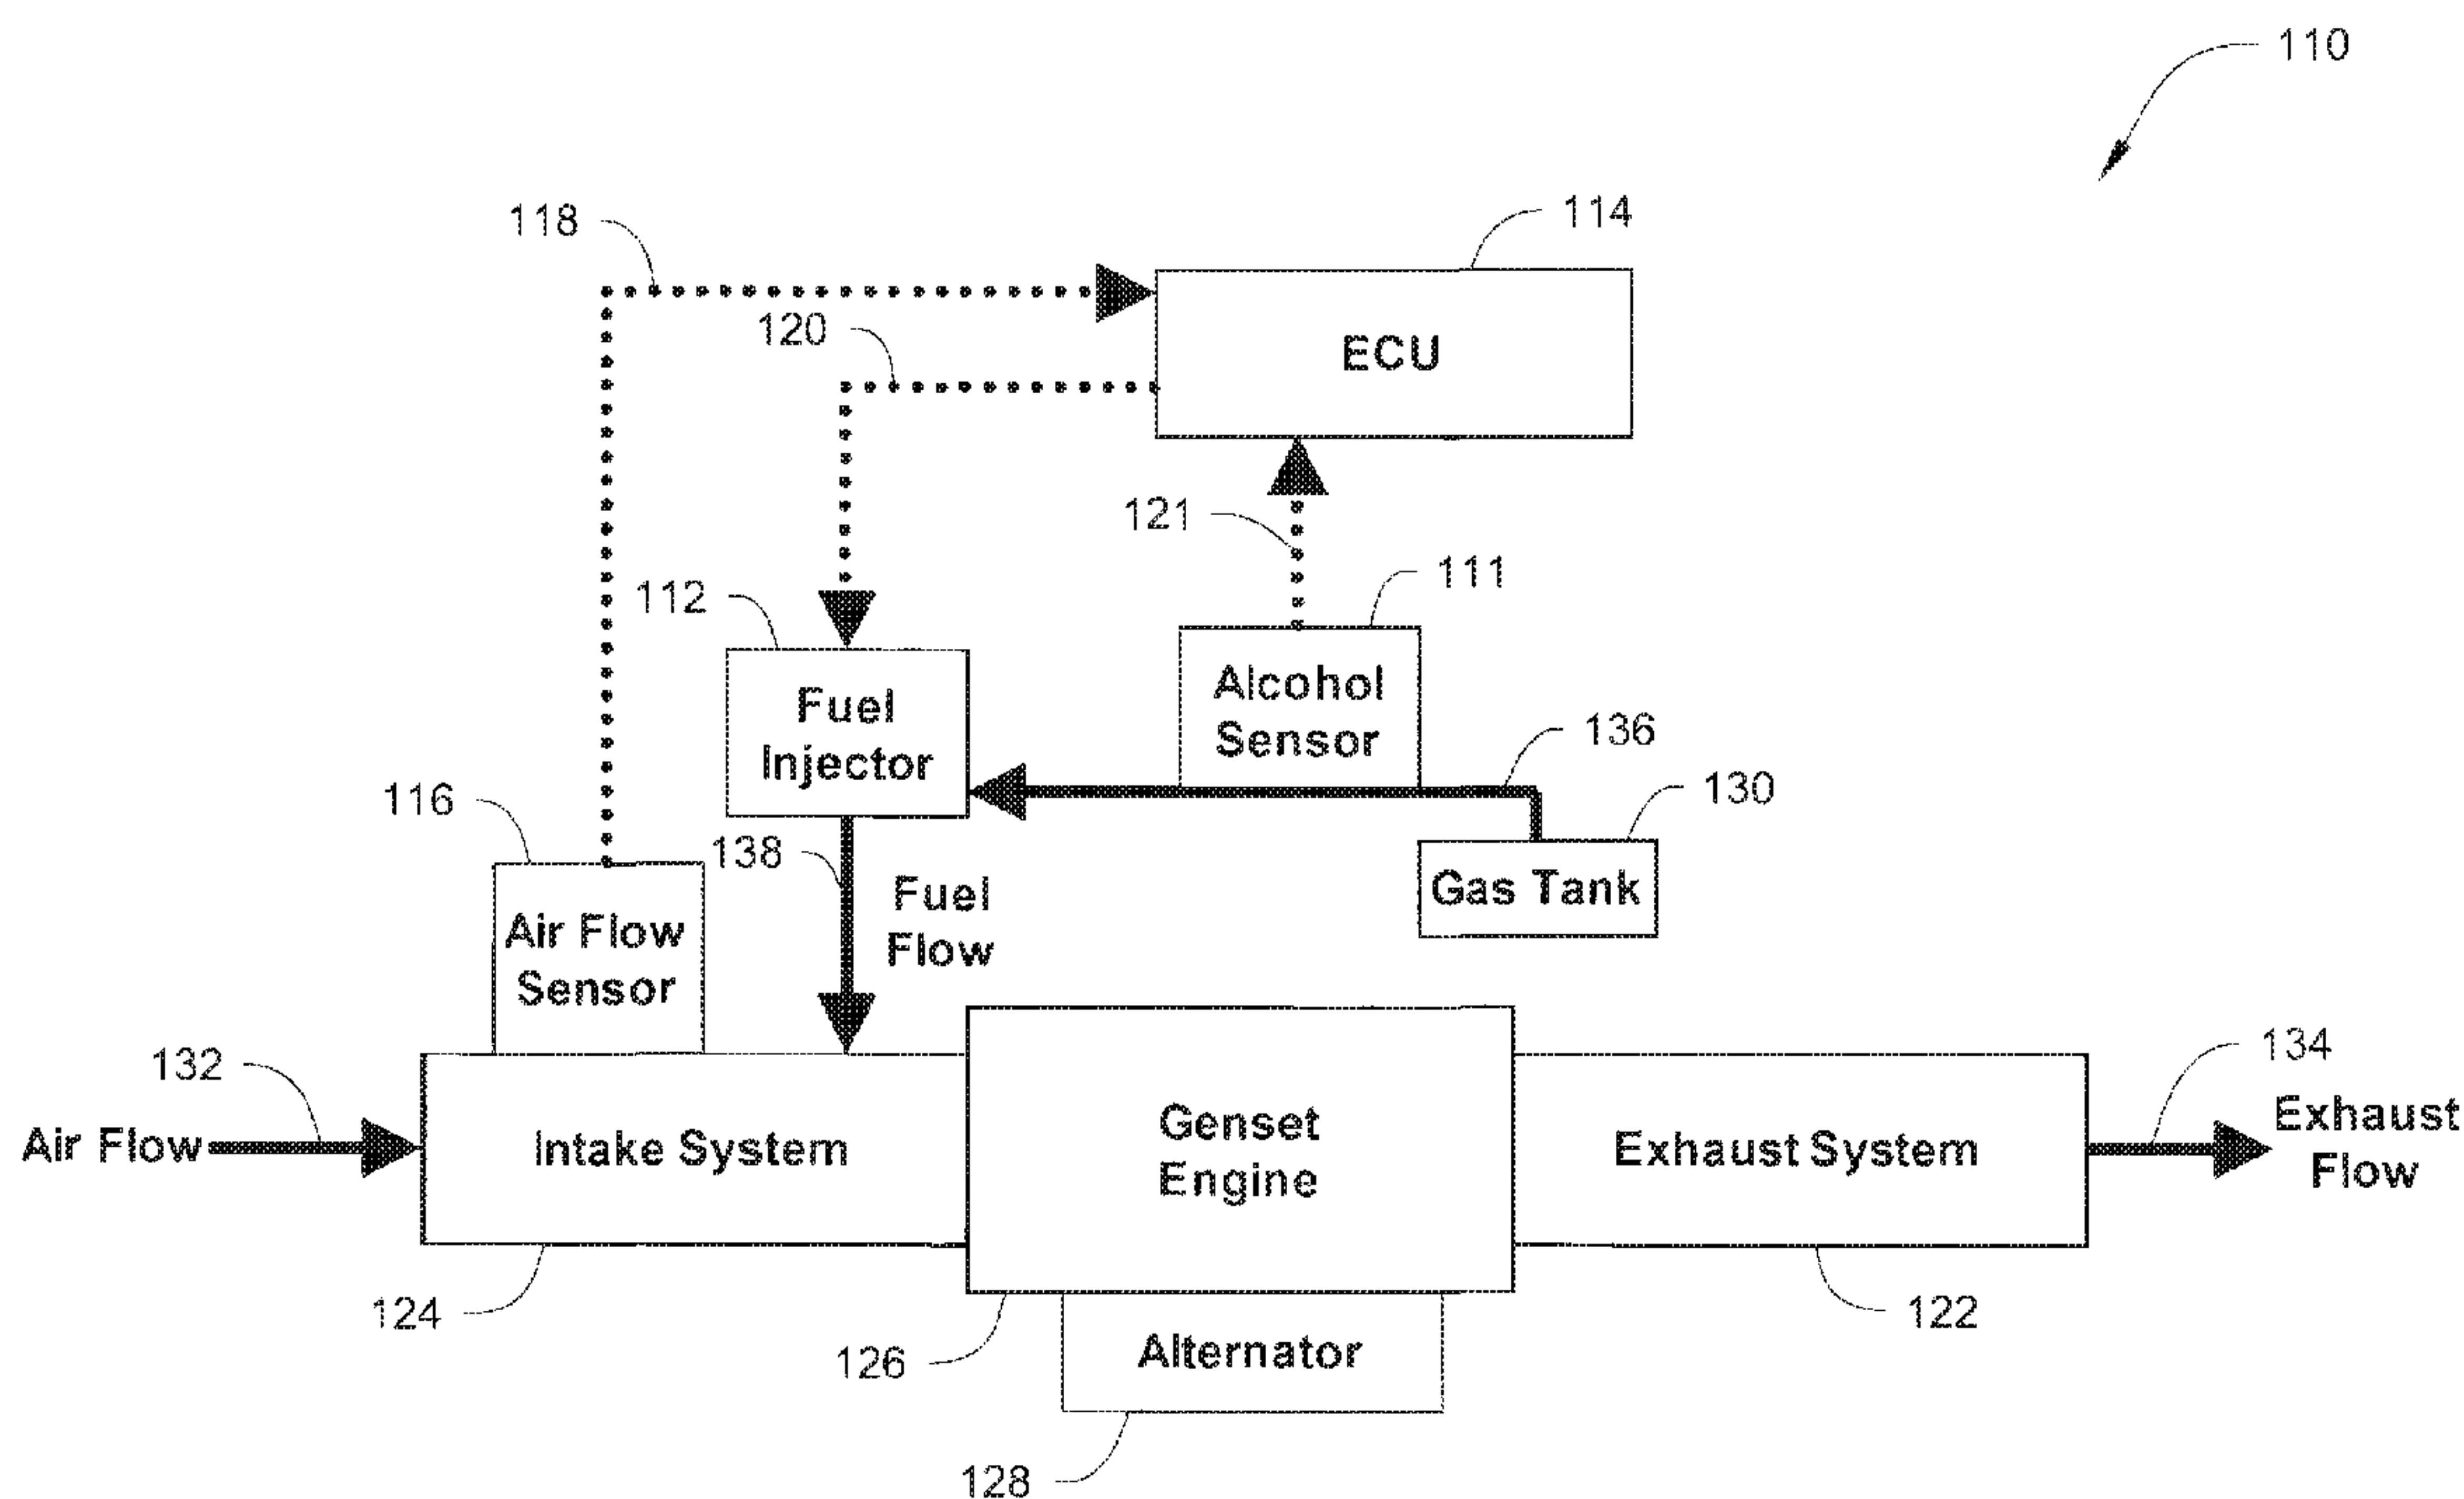 110
118
114
120
ECU
121
111
112
Alcohol
Sensor
Fuel
Injector
136
116
130
138
Gas Tank
Fuel
Flow
Air Flow
Sensor
132
134
Air Flow
Intake System
Genset
Engine
Exhaust System
Exhaust
Flow
124
122
126
Alternator
128